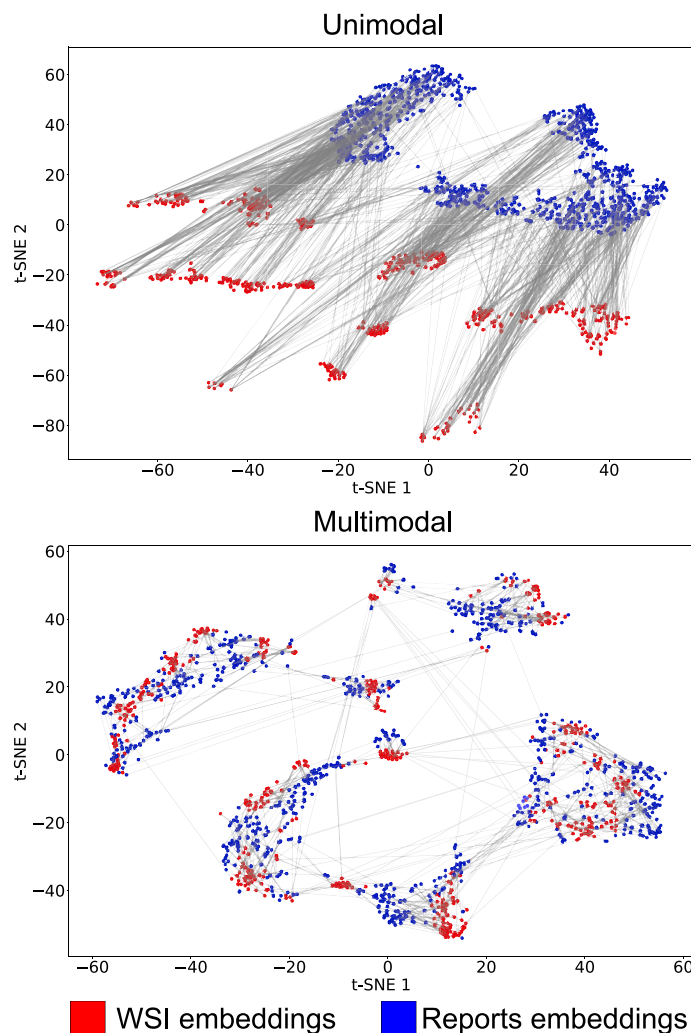 Unimodal
60
40
20
0
−20
−40
−60
−80
t-SNE 2
−60 −40 −20 0 20 40
t-SNE 1
Multimodal
60
40
20
0
−20
−40
t-SNE 2
−60 −40 −20 0 20 40 60
t-SNE 1
WSI embeddings Reports embeddings